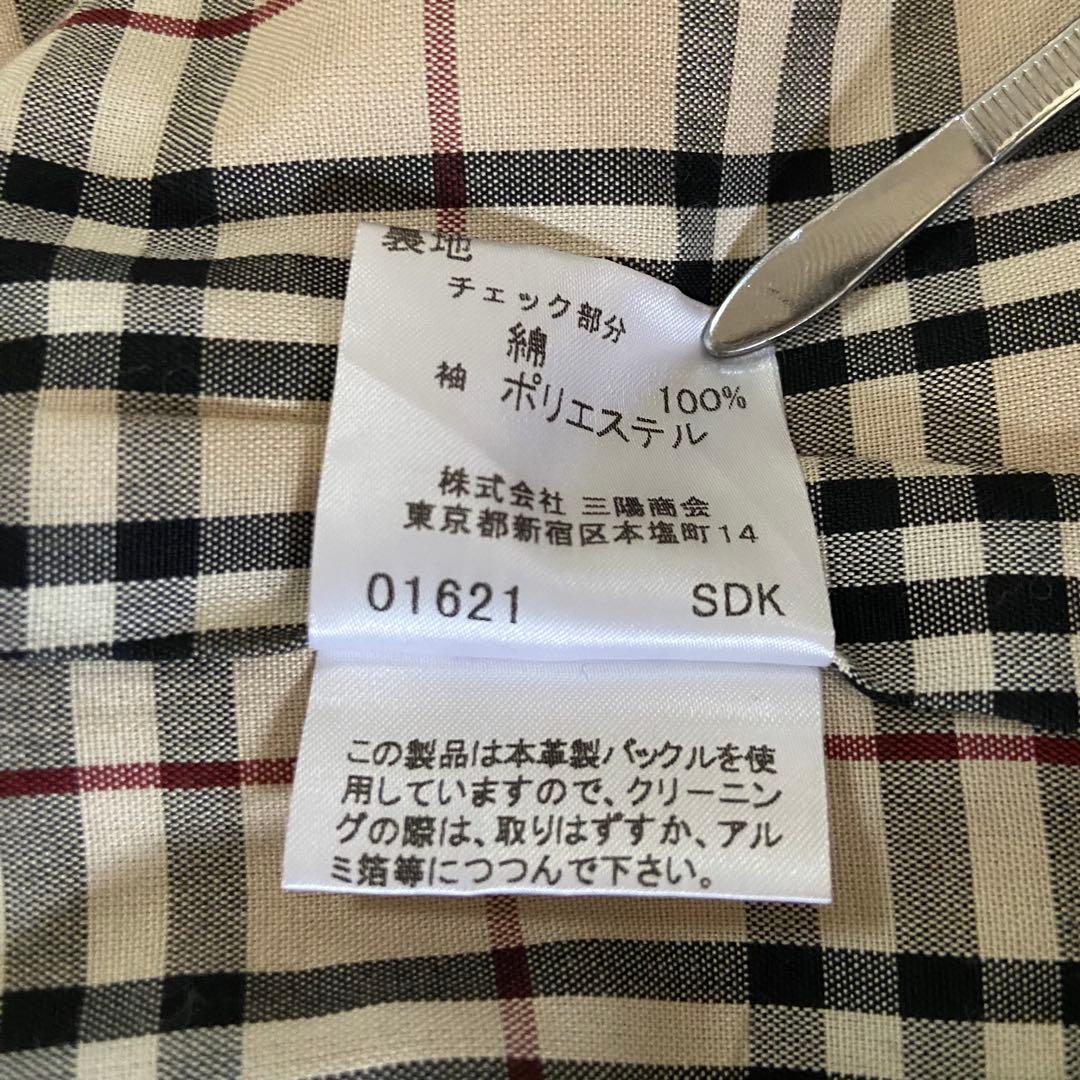 裏地
チェック部分
綿 100%
袖 ポリエステル
株式会社 三陽商会
東京都新宿区本塩町14
01621 SDK
この製品は本革製バックルを使
用していますので、クリーニン
グの際は、取りはずすか、アル
ミ箔等につつんで下さい。